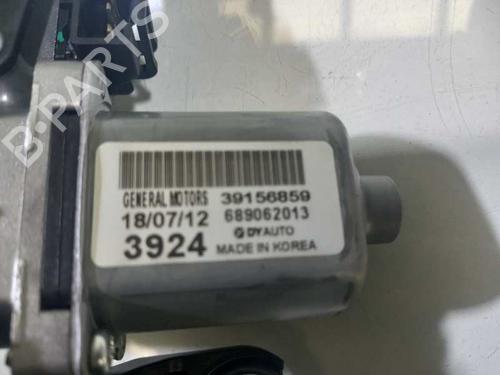 B-PARTS
GENERAL MOTORS 39156859
18/07/12 689062013
3924 DYAUTO
MADE IN KOREA